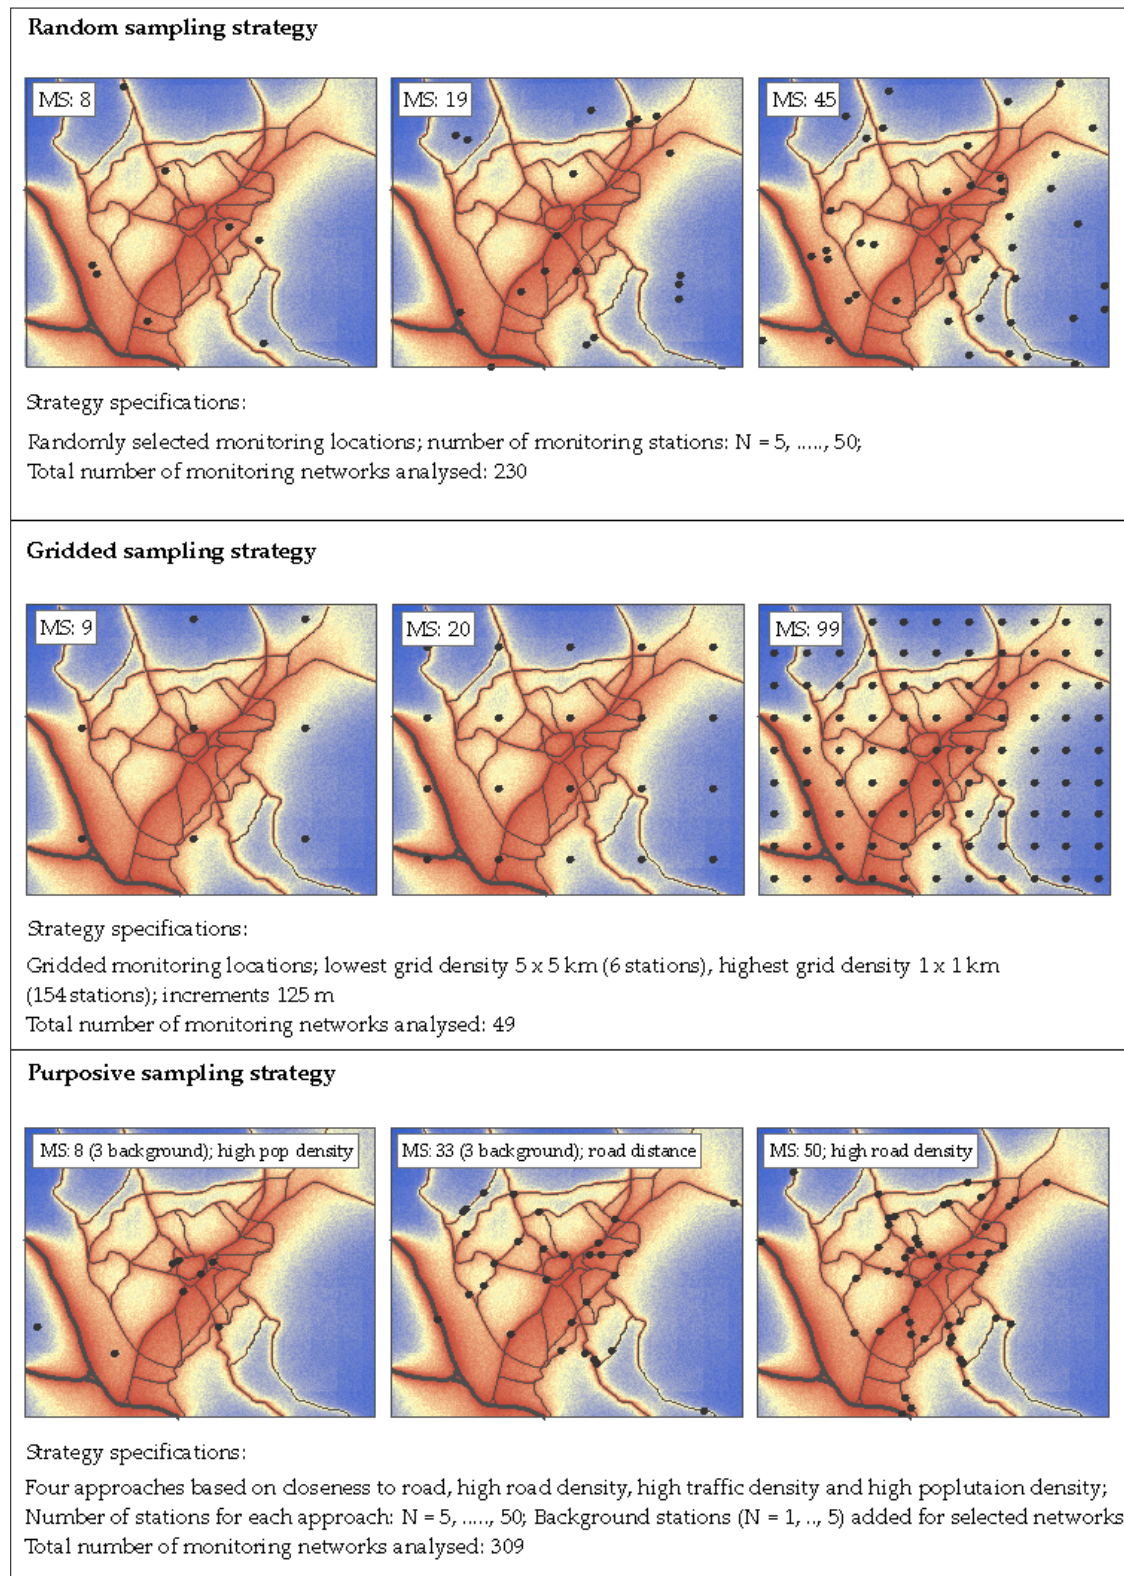 Random sampling strategy
MS: 8
MS: 19
MS: 45
Strategy specifications:
Randomly selected monitoring locations; number of monitoring stations: N = 5, ....., 50;
Total number of monitoring networks analysed: 230
Gridded sampling strategy
MS: 9
MS: 20
MS: 99
Strategy specifications:
Gridded monitoring locations; lowest grid density 5 x 5 km (6 stations), highest grid density 1 x 1 km
(154 stations); increments 125 m
Total number of monitoring networks analysed: 49
Purposive sampling strategy
MS: 8 (3 background); high pop density
MS: 33 (3 background); road distance
MS: 50; high road density
Strategy specifications:
Four approaches based on closeness to road, high road density, high traffic density and high poplutaion density;
Number of stations for each approach: N = 5, ....., 50; Background stations (N = 1, .., 5) added for selected networks
Total number of monitoring networks analysed: 309